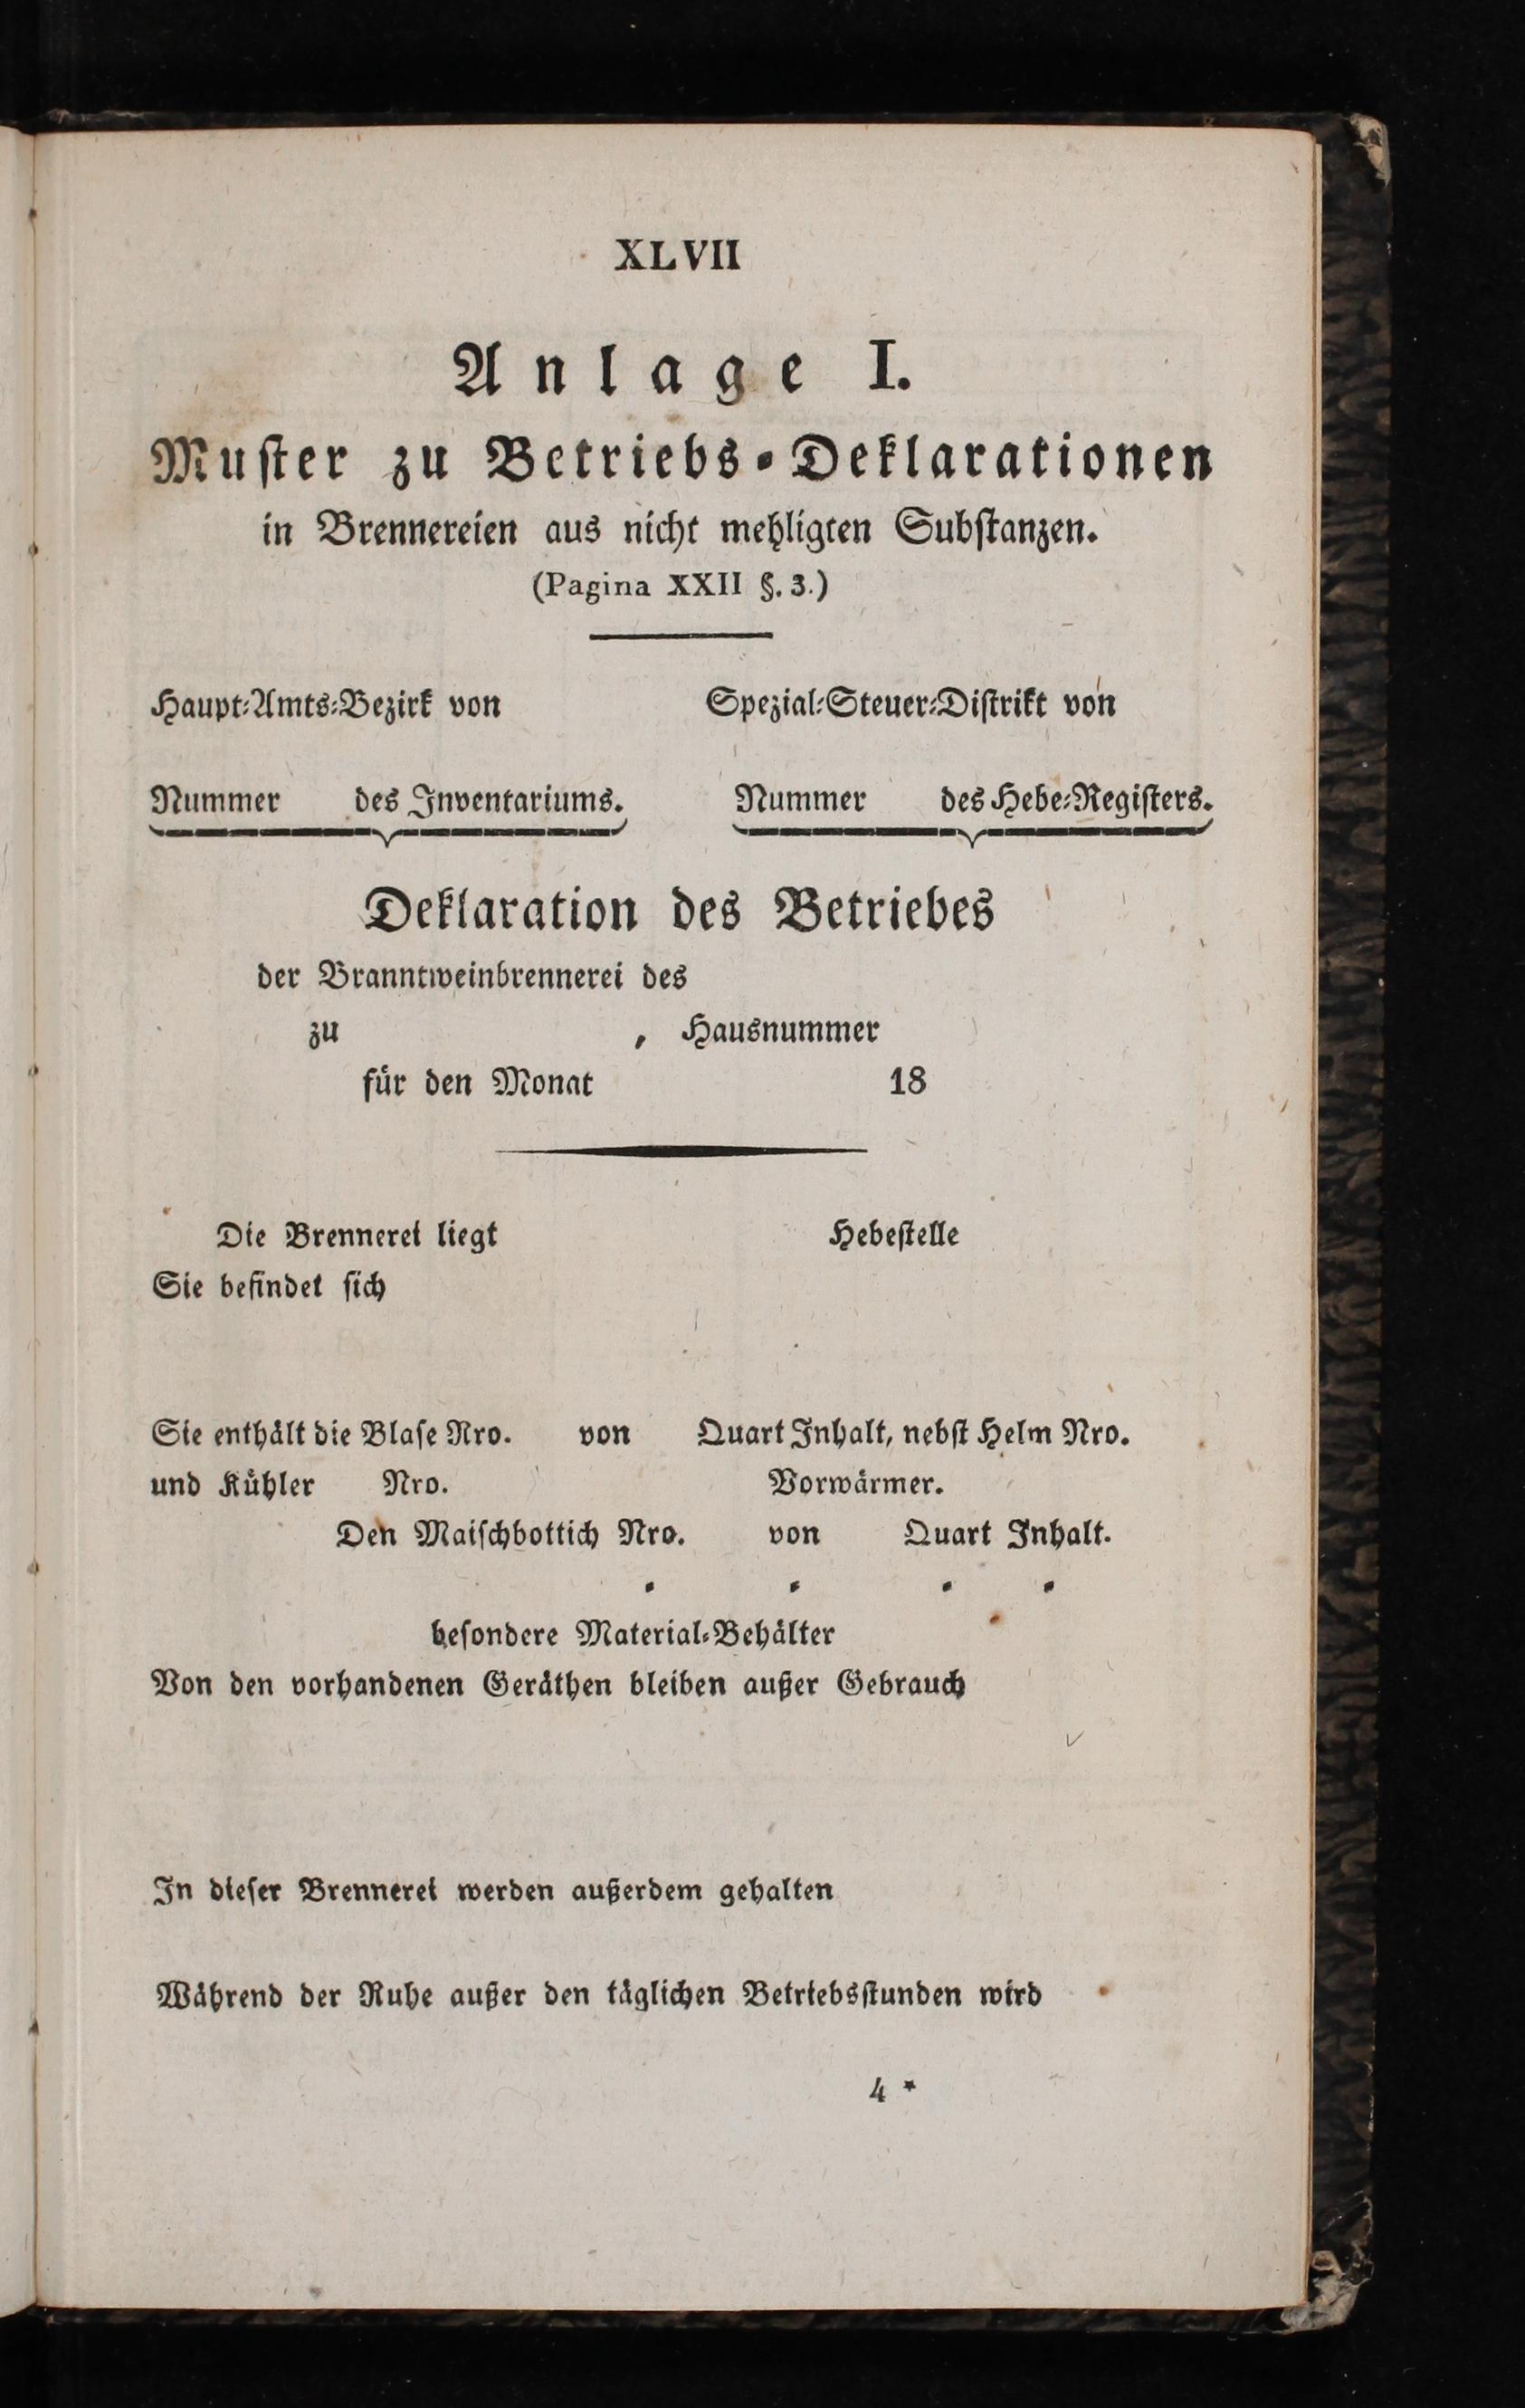 XLVII
Anlage I.
Muſter zu Betriebs-Deklarationen
in Brennereien aus nicht mehligten Subſtanzen.
(Pagina XXII §. 3.)
Haupt-Amts-Bezirk von Spezial-Steuer-Diſtrikt von
Nummer des Inventariums. Nummer des Hebe-Regiſters.
Deklaration des Betriebes
der Branntweinbrennerei des
zu , Hausnummer
für den Monat 18
Die Brennerei liegt Hebeſtelle
Sie befindet ſich
Sie enthält die Blaſe Nro. von Quart Inhalt, nebſt Helm Nro.
und Kühler Nro. Vorwärmer.
Den Maiſchbottich Nro. von Quart Inhalt.
beſondere Material-Behälter
Von den vorhandenen Geräthen bleiben außer Gebrauch
In dieſer Brennerei werden außerdem gehalten
Während der Ruhe außer den täglichen Betriebsſtunden wird
4 *